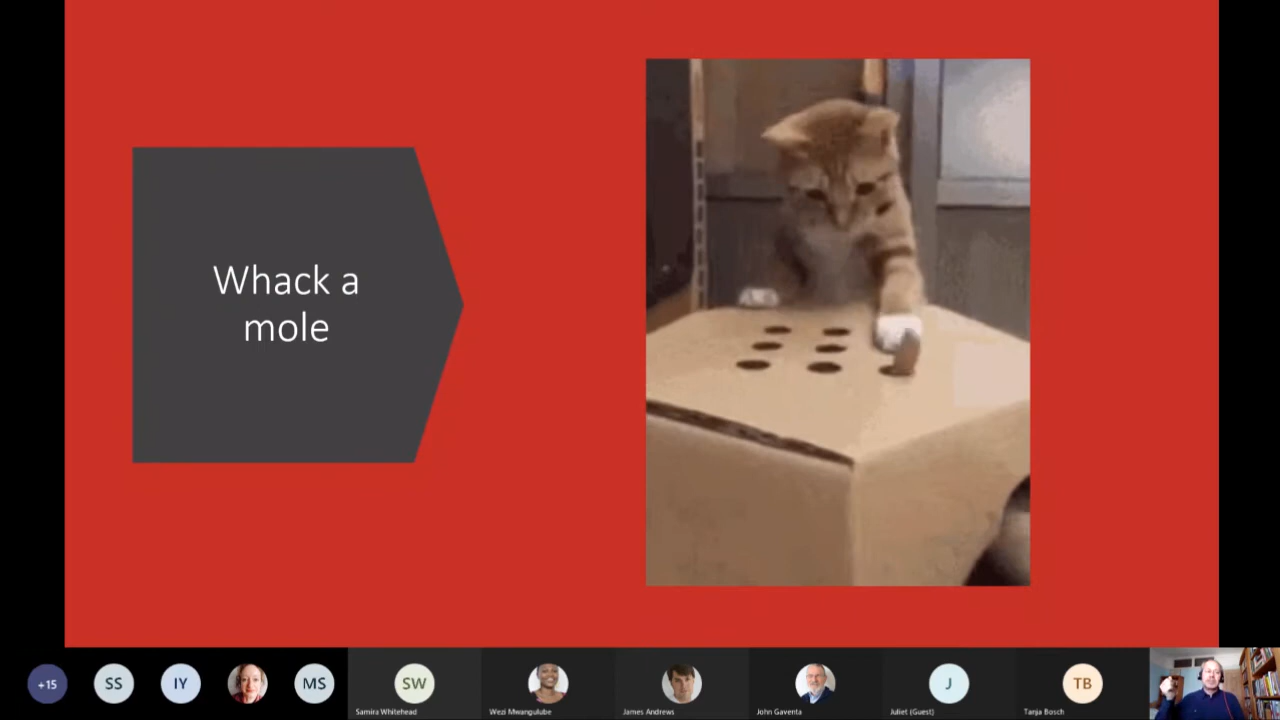 Whack a
mole
+15
SS
IY
MS
SW
Samira Whitehead
Wezi Mwangulube
James Andrews
John Gaventa
J
Juliet (Guest)
TB
Tanja Bosch